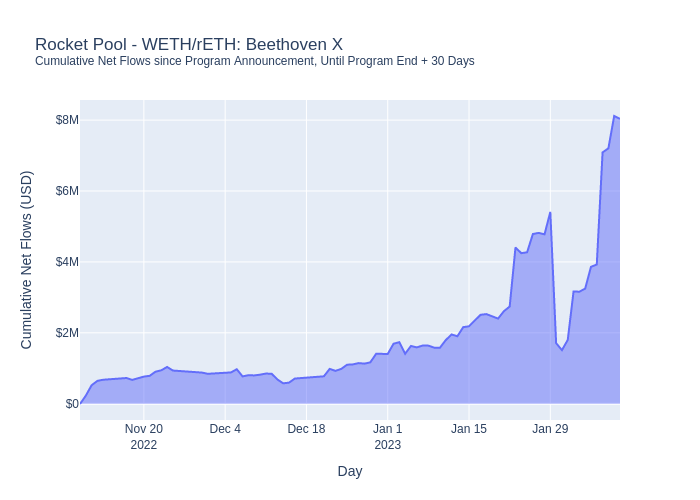 Rocket Pool - WETH/rETH: Beethoven X
Cumulative Net Flows since Program Announcement, Until Program End + 30 Days
Cumulative Net Flows (USD)
$8M
$6M
$4M
$2M
$0
Nov 20
2022
Dec 4
Dec 18
Jan 1
2023
Jan 15
Jan 29
Day